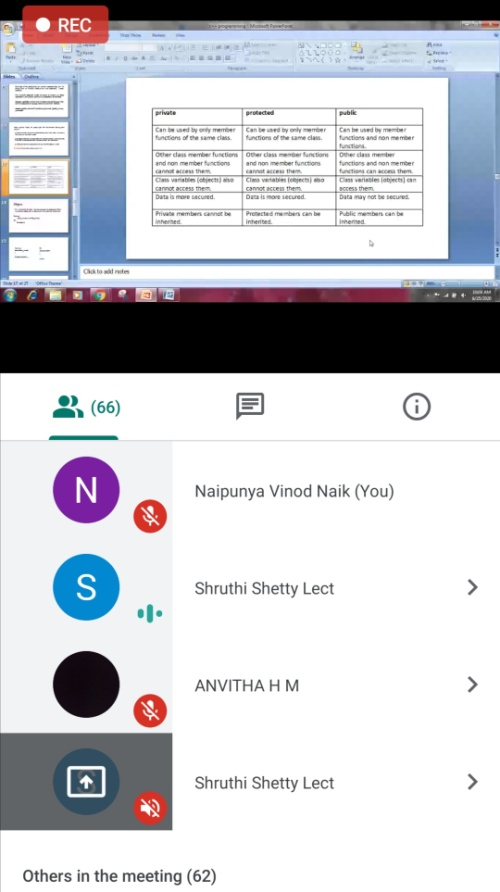 REC
c++ programming - Microsoft PowerPoint
Slides
Outline
private
protected
public
Can be used by only member
functions of the same class.
Can be used by only member
functions of the same class.
Can be used by member
functions and non member
functions.
Other class member functions
and non member functions
cannot access them.
Other class member functions
and non member functions
cannot access them.
Other class member
functions and non member
functions can access them.
Class variables (objects) also
cannot access them.
Class variables (objects) also
cannot access them.
Class variables (objects) can
access them.
Data is more secured.
Data is more secured.
Data may not be secured.
Private members cannot be
inherited.
Protected members can be
inherited.
Public members can be
inherited.
Click to add notes
(66)
N
Naipunya Vinod Naik (You)
S
Shruthi Shetty Lect
ANVITHA H M
Shruthi Shetty Lect
Others in the meeting (62)